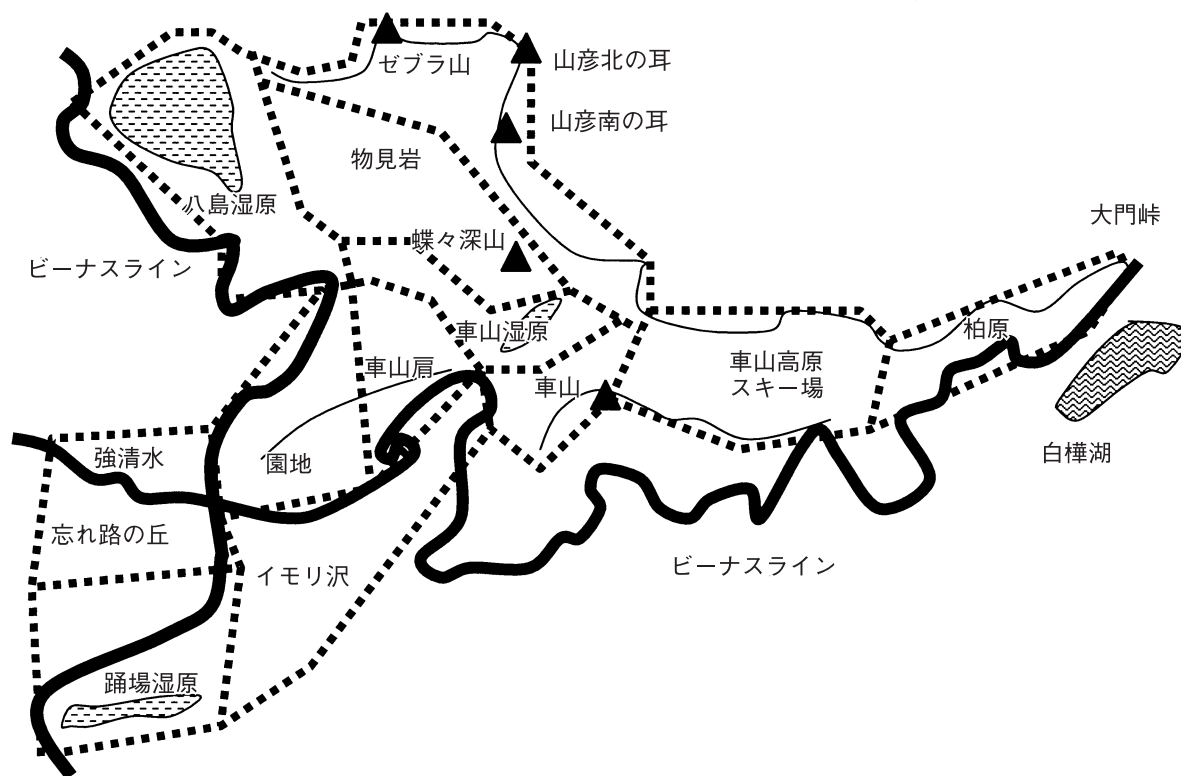 ゼブラ山
山彦北の耳
山彦南の耳
物見岩
八島湿原
大門峠
蝶々深山
ビーナスライン
車山湿原
柏原
車山肩
車山
車山高原
スキー場
強清水
園地
白樺湖
忘れ路の丘
イモリ沢
ビーナスライン
踊場湿原